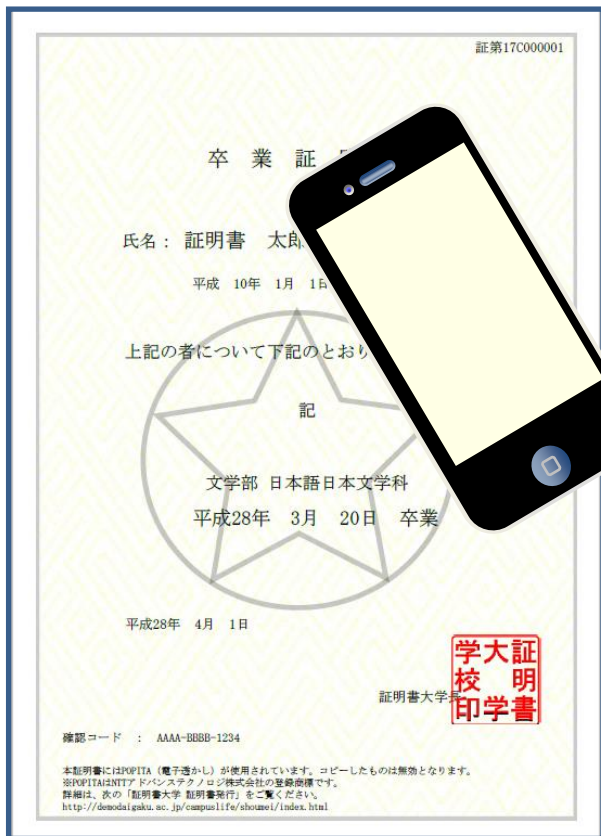 証第17C000001
卒 業 証
氏名： 証明書 太郎
平成 10年 1月 1日
上記の者について下記のとおり
記
文学部 日本語日本文学科
平成28年 3月 20日 卒業
平成28年 4月 1日
証明書大学長
証明書大学学校印
確認コード ： AAAA-BBBB-1234
本証明書にはPOPITA（電子透かし）が使用されています。コピーしたものは無効となります。
※POPITAはNTTアドバンステクノロジ株式会社の登録商標です。
詳細は、次の「証明書大学 証明書発行」をご覧ください。
http://demodaigaku.ac.jp/campuslife/shoumei/index.html